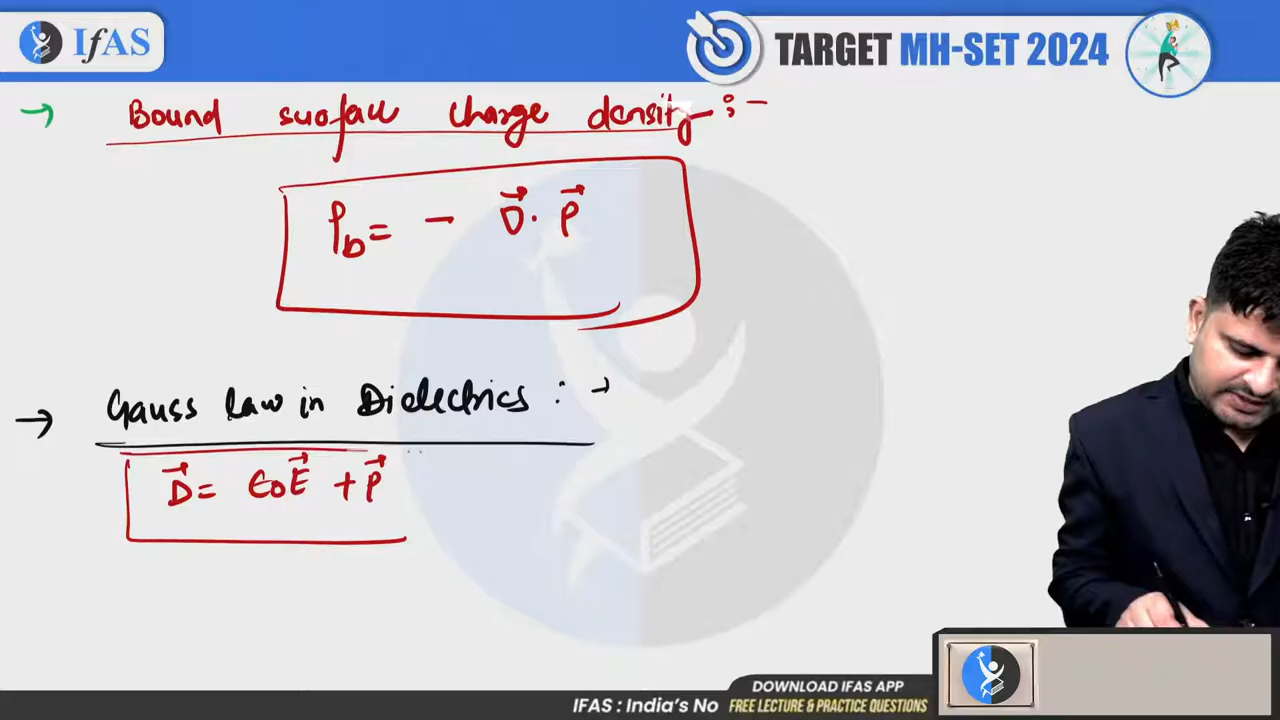 IfAS
TARGET MH-SET 2024
→ Bound surface charge density :-
ρb = - ∇⃗ · P⃗
→ Gauss law in Dielectrics : →
D⃗ = ε0E⃗ + P⃗
DOWNLOAD IFAS APP
IFAS : India's No
FREE LECTURE & PRACTICE QUESTIONS